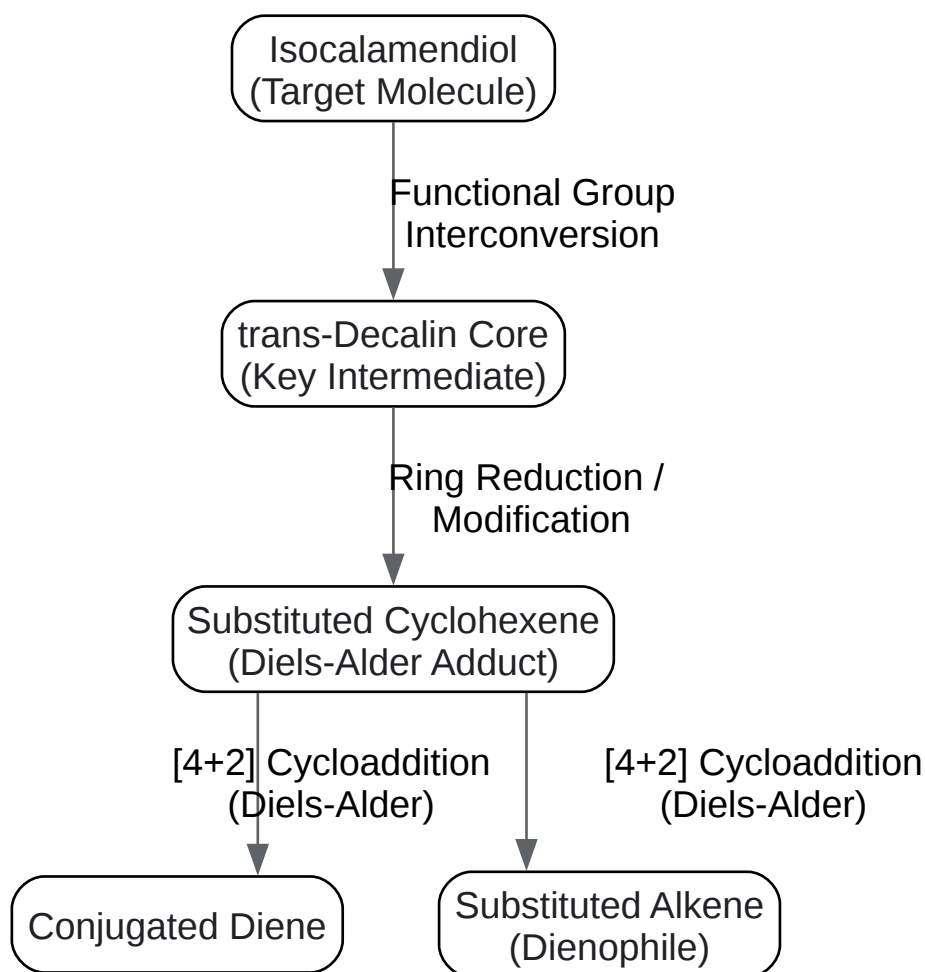 Isocalamendiol
(Target Molecule)
Functional Group
Interconversion
trans-Decalin Core
(Key Intermediate)
Ring Reduction /
Modification
Substituted Cyclohexene
(Diels-Alder Adduct)
[4+2] Cycloaddition
(Diels-Alder)
[4+2] Cycloaddition
(Diels-Alder)
Conjugated Diene
Substituted Alkene
(Dienophile)